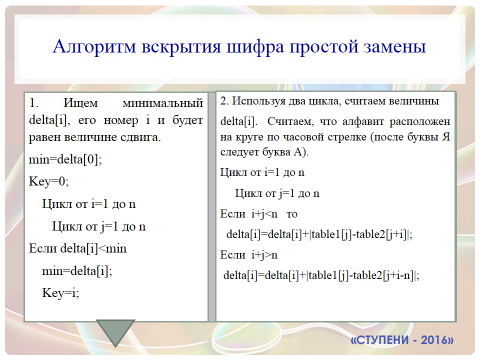 Алгоритм вскрытия шифра простой замены
1. Ищем минимальный
delta[i], его номер i и будет
равен величине сдвига.
min=delta[0];
Key=0;
Цикл от i=1 до n
Цикл от j=1 до n
Если delta[i]<min
min=delta[i];
Key=i;
2. Используя два цикла, считаем величины
delta[i]. Считаем, что алфавит расположен
на круге по часовой стрелке (после буквы Я
следует буква А).
Цикл от i=1 до n
Цикл от j=1 до n
Если i+j<n то
delta[i]=delta[i]+|table1[j]-table2[j+i]|;
Если i+j>n
delta[i]=delta[i]+|table1[j]-table2[j+i-n]|;
«СТУПЕНИ - 2016»